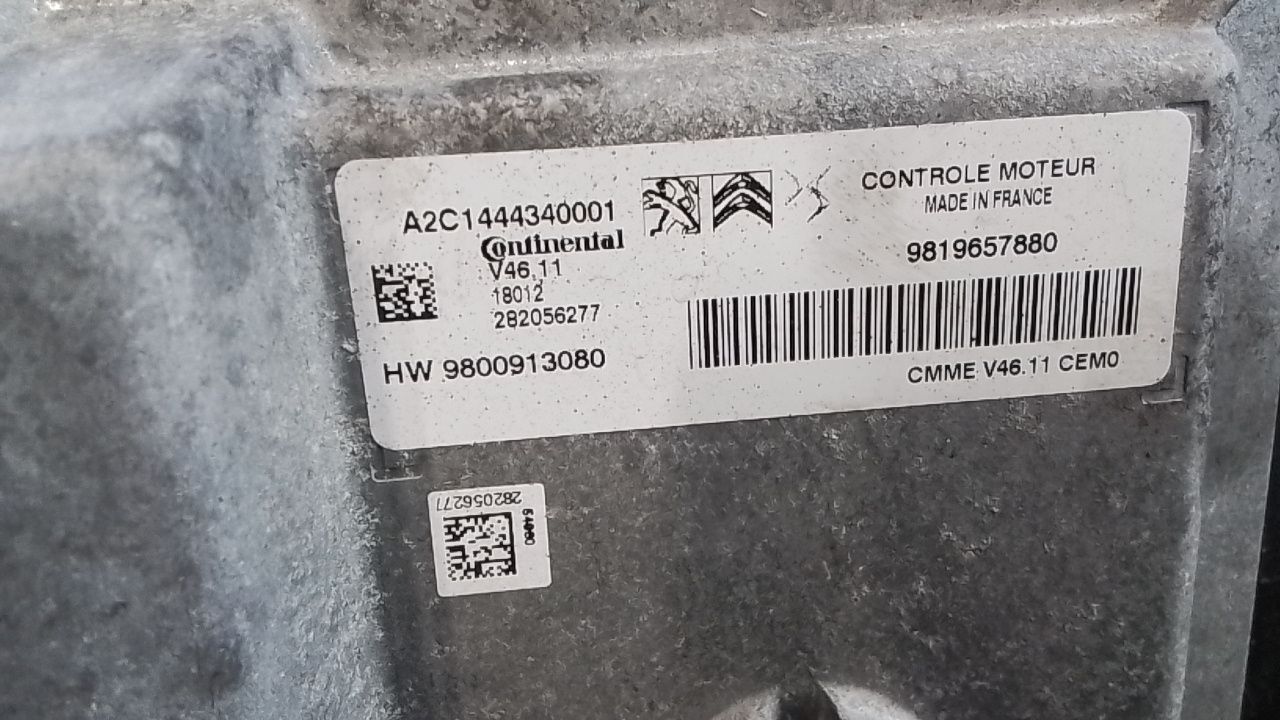 A2C1444340001
Continental
V46.11
18012
282056277
HW 9800913080
CONTROLE MOTEUR
MADE IN FRANCE
9819657880
CMME V46.11 CEM0
282056277
54060